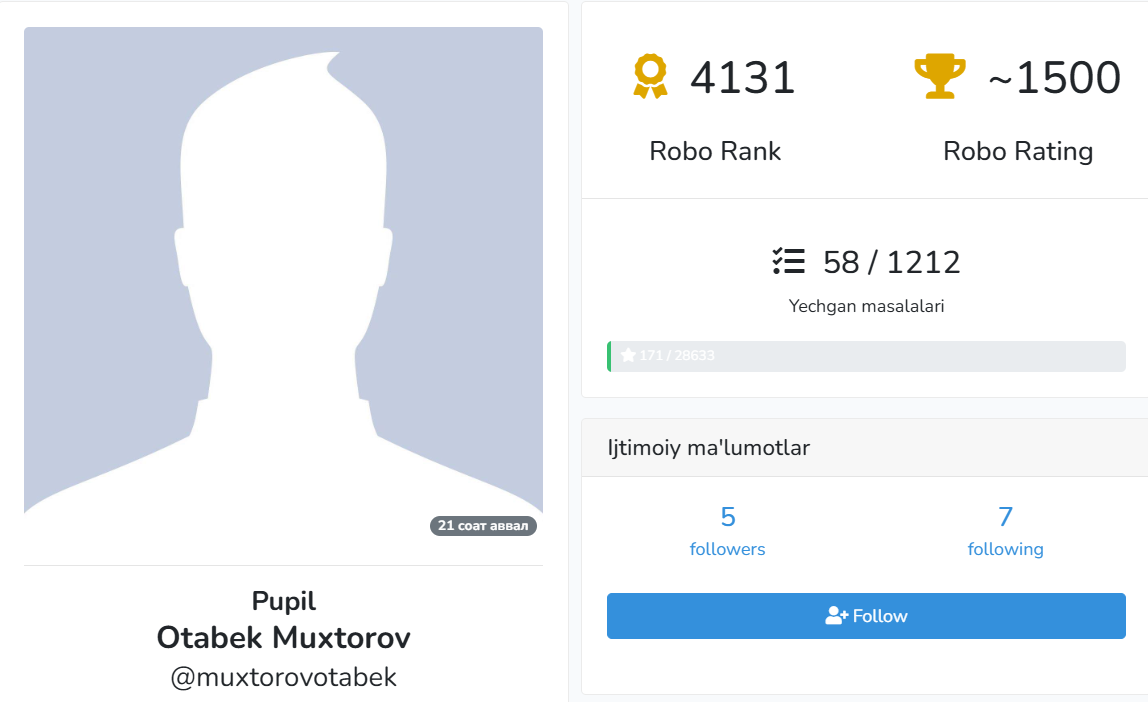 21 соат аввал
Pupil
Otabek Muxtorov
@muxtorovotabek
4131
Robo Rank
~1500
Robo Rating
58 / 1212
Yechgan masalalari
171 / 28633
Ijtimoiy ma'lumotlar
5
followers
7
following
Follow